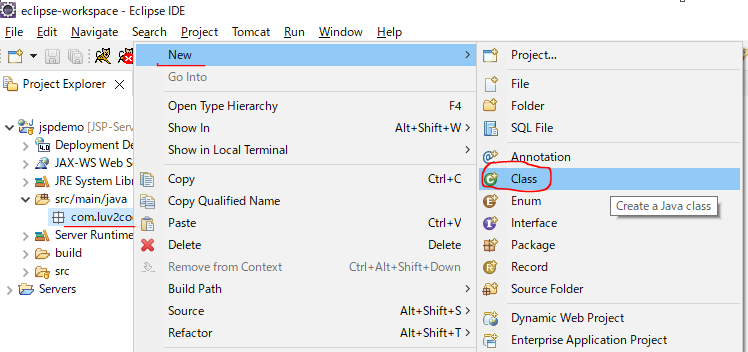 eclipse-workspace - Eclipse IDE
File Edit Navigate Search Project Tomcat Run Window Help
Project Explorer
jspdemo [JSP-Serv
Deployment De
JAX-WS Web S
JRE System Libr
src/main/java
com.luv2co
Server Runtime
build
src
Servers
New
Go Into
Open Type Hierarchy F4
Show In Alt+Shift+W
Show in Local Terminal
Copy Ctrl+C
Copy Qualified Name
Paste Ctrl+V
Delete Delete
Remove from Context Ctrl+Alt+Shift+Down
Build Path
Source Alt+Shift+S
Refactor Alt+Shift+T
Project...
File
Folder
SQL File
Annotation
Class
Enum
Create a Java class
Interface
Package
Record
Source Folder
Dynamic Web Project
Enterprise Application Project